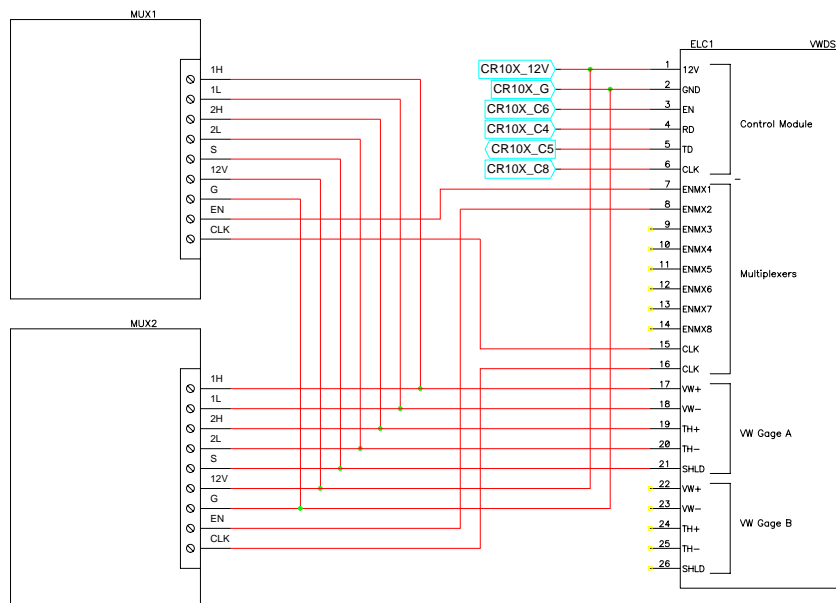 MUX1
1H
1L
2H
2L
S
12V
G
EN
CLK
MUX2
1H
1L
2H
2L
S
12V
G
EN
CLK
CR10X_12V
CR10X_G
CR10X_C6
CR10X_C4
CR10X_C5
CR10X_C8
ELC1 VWDS
1 12V
2 GND
3 EN
4 RD
5 TD
6 CLK
Control Module
7 ENMX1
8 ENMX2
9 ENMX3
10 ENMX4
11 ENMX5
12 ENMX6
13 ENMX7
14 ENMX8
15 CLK
16 CLK
Multiplexers
17 VW+
18 VW-
19 TH+
20 TH-
21 SHLD
VW Gage A
22 VW+
23 VW-
24 TH+
25 TH-
26 SHLD
VW Gage B